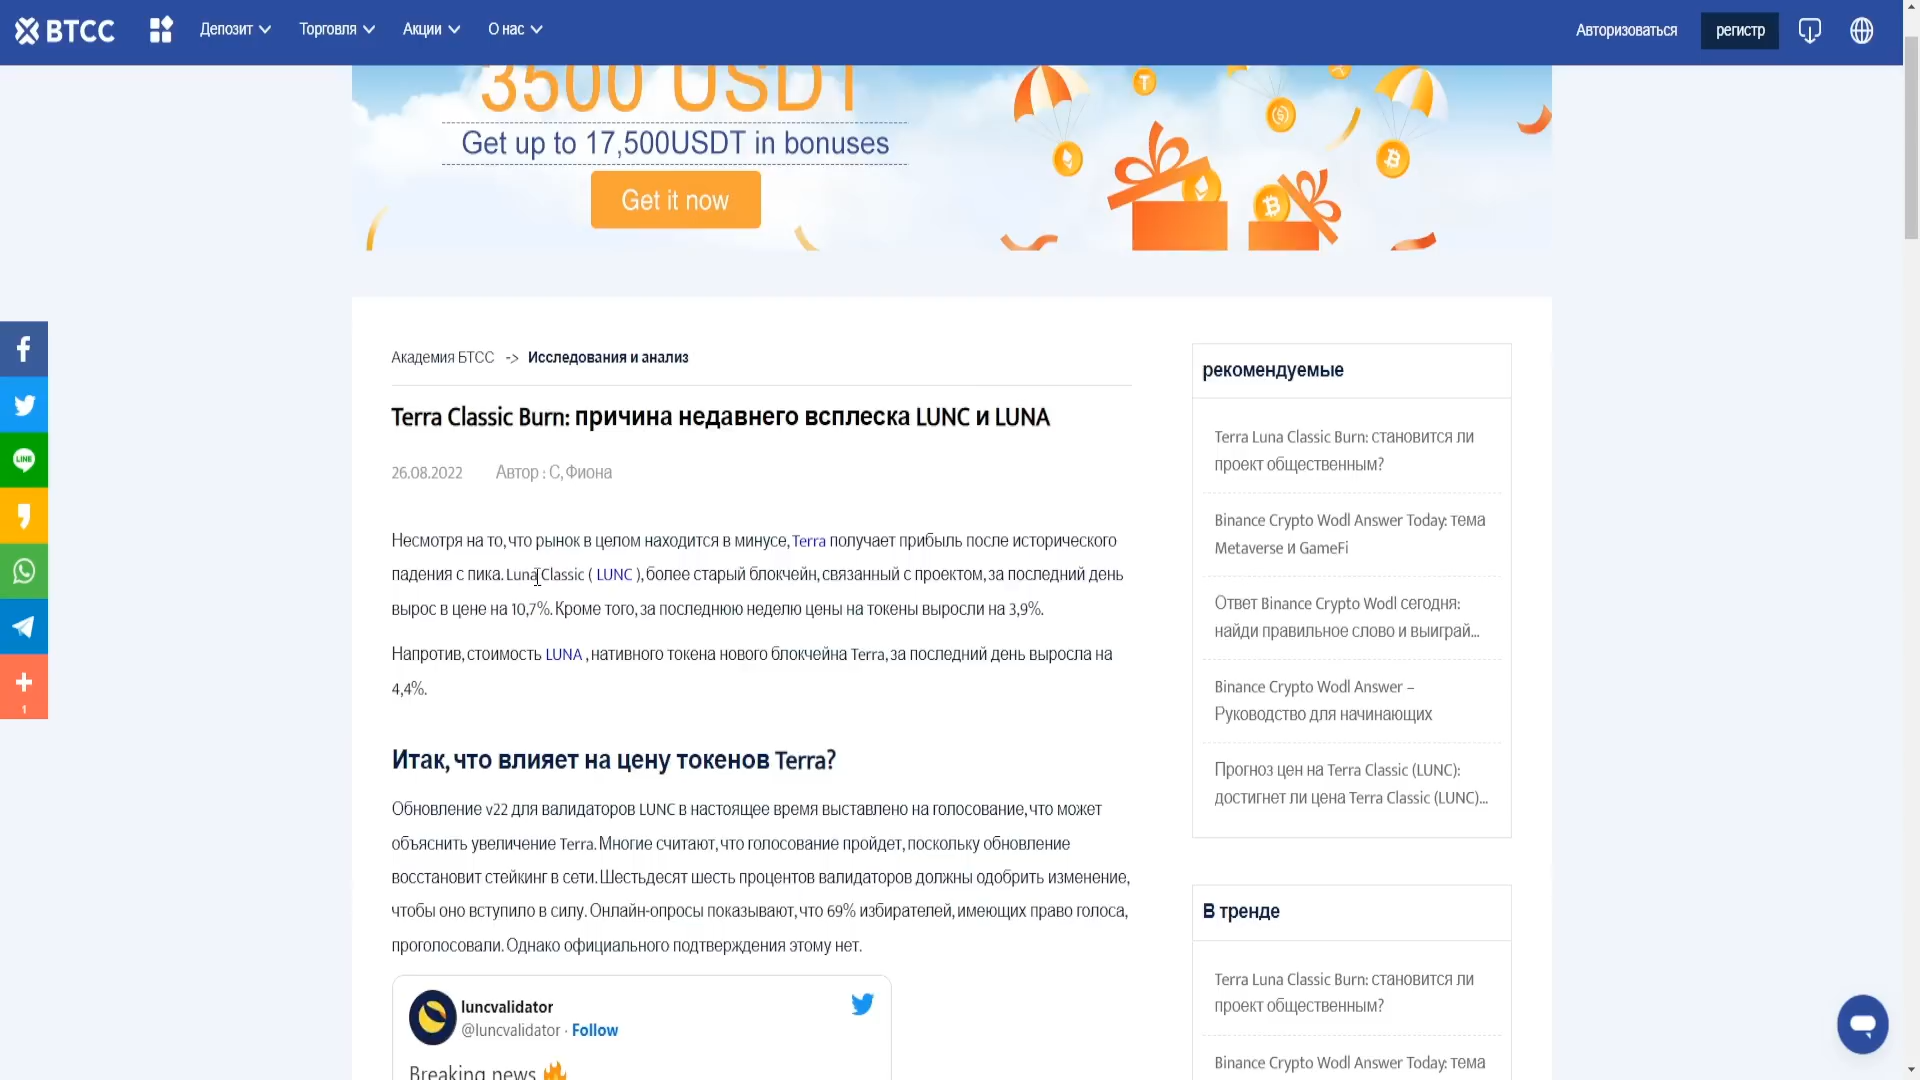 BTCC
Депозит
Торговля
Акции
О нас
Авторизоваться
регистр
3500 USDT
Get up to 17,500USDT in bonuses
Get it now
LINE
1
Академия БТСС -> Исследования и анализ
Terra Classic Burn: причина недавнего всплеска LUNC и LUNA
26.08.2022 Автор : С, Фиона
Несмотря на то, что рынок в целом находится в минусе, Terra получает прибыль после исторического
падения с пика. Luna Classic ( LUNC ), более старый блокчейн, связанный с проектом, за последний день
вырос в цене на 10,7%. Кроме того, за последнюю неделю цены на токены выросли на 3,9%.
Напротив, стоимость LUNA , нативного токена нового блокчейна Terra, за последний день выросла на
4,4%.
Итак, что влияет на цену токенов Terra?
Обновление v22 для валидаторов LUNC в настоящее время выставлено на голосование, что может
объяснить увеличение Terra. Многие считают, что голосование пройдет, поскольку обновление
восстановит стейкинг в сети. Шестьдесят шесть процентов валидаторов должны одобрить изменение,
чтобы оно вступило в силу. Онлайн-опросы показывают, что 69% избирателей, имеющих право голоса,
проголосовали. Однако официального подтверждения этому нет.
luncvalidator
@luncvalidator · Follow
Breaking news 🔥
рекомендуемые
Terra Luna Classic Burn: становится ли
проект общественным?
Binance Crypto Wodl Answer Today: тема
Metaverse и GameFi
Ответ Binance Crypto Wodl сегодня:
найди правильное слово и выиграй...
Binance Crypto Wodl Answer –
Руководство для начинающих
Прогноз цен на Terra Classic (LUNC):
достигнет ли цена Terra Classic (LUNC)...
В тренде
Terra Luna Classic Burn: становится ли
проект общественным?
Binance Crypto Wodl Answer Today: тема